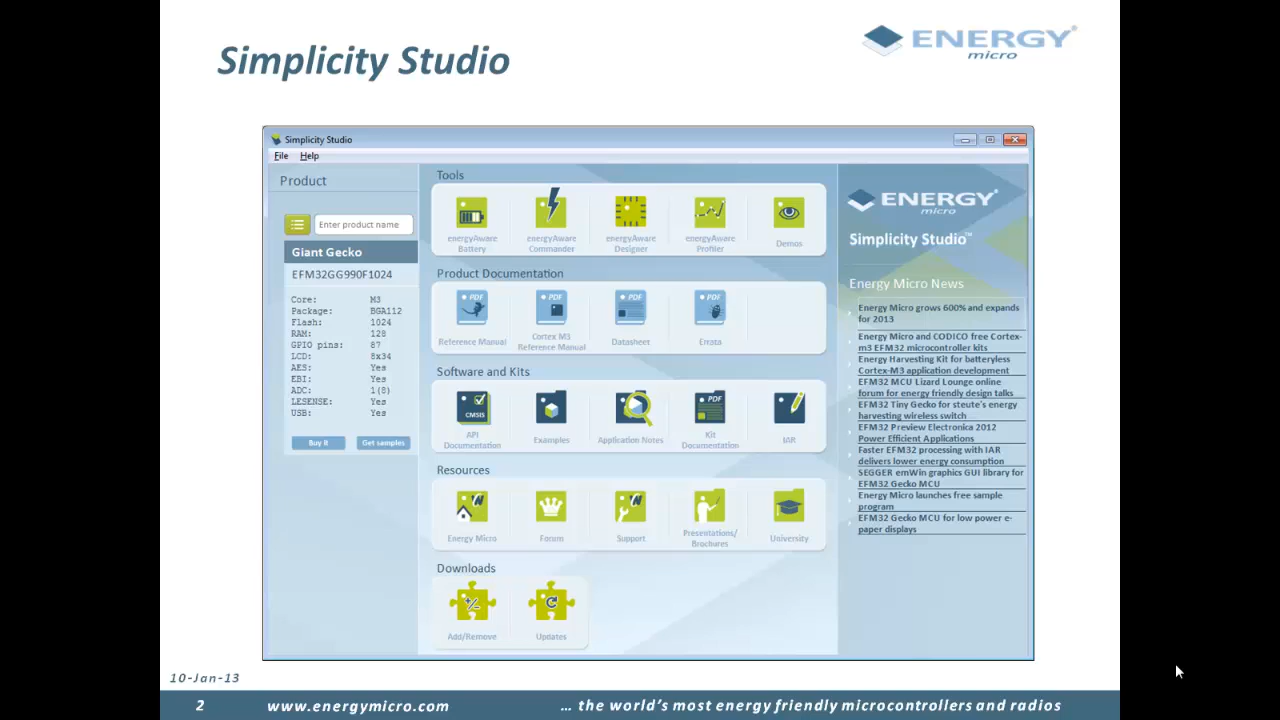 Simplicity Studio
ENERGY®
micro
Simplicity Studio
File Help
Product
Enter product name
Giant Gecko
EFM32GG990F1024
Core: M3
Package: BGA112
Flash: 1024
RAM: 128
GPIO pins: 87
LCD: 8x34
AES: Yes
EBI: Yes
ADC: 1(8)
LESENSE: Yes
USB: Yes
Buy it Get samples
Tools
energyAware
Battery
energyAware
Commander
energyAware
Designer
energyAware
Profiler
Demos
Product Documentation
PDF
Reference Manual
PDF
Cortex M3
Reference Manual
PDF
Datasheet
PDF
Errata
Software and Kits
CMSIS
API
Documentation
Examples
Application Notes
PDF
Kit
Documentation
IAR
Resources
Energy Micro
Forum
Support
Presentations/
Brochures
University
Downloads
Add/Remove
Updates
ENERGY®
micro
Simplicity Studio™
Energy Micro News
Energy Micro grows 600% and expands
for 2013
Energy Micro and CODICO free Cortex-
m3 EFM32 microcontroller kits
Energy Harvesting Kit for batteryless
Cortex-M3 application development
EFM32 MCU Lizard Lounge online
forum for energy friendly design talks
EFM32 Tiny Gecko for steute's energy
harvesting wireless switch
EFM32 Preview Electronica 2012
Power Efficient Applications
Faster EFM32 processing with IAR
delivers lower energy consumption
SEGGER emWin graphics GUI library for
EFM32 Gecko MCU
Energy Micro launches free sample
program
EFM32 Gecko MCU for low power e-
paper displays
10-Jan-13
2 www.energymicro.com ... the world's most energy friendly microcontrollers and radios